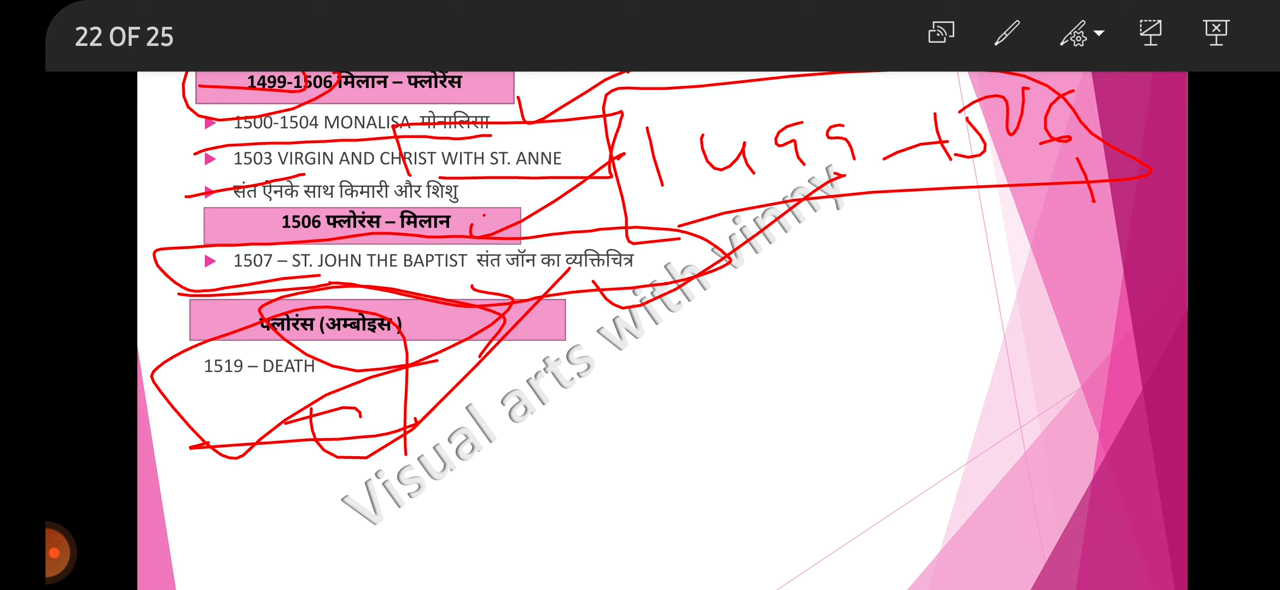 22 OF 25
1499-1506 मिलान – फ्लोरेंस
1500-1504 MONALISA मोनालिसा
1503 VIRGIN AND CHRIST WITH ST. ANNE
संत ऐनके साथ किमारी और शिशु
1506 फ्लोरंस – मिलान
1507 – ST. JOHN THE BAPTIST संत जॉन का व्यक्तिचित्र
फ्लोरंस (अम्बोइस )
1519 – DEATH
1499
Visual arts with vinny